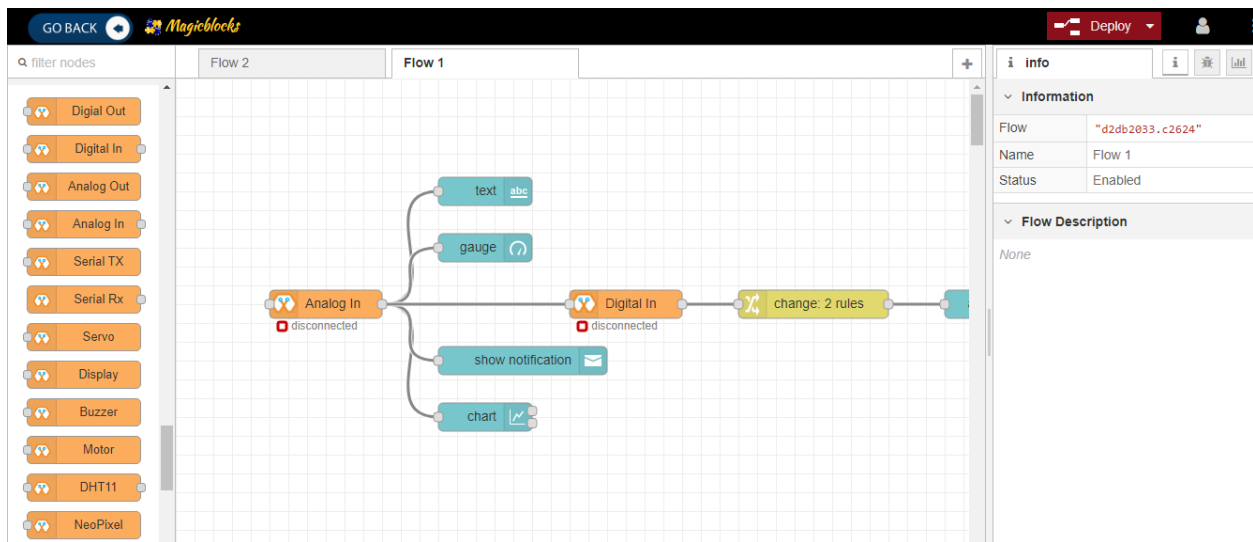 GO BACK
Magicblocks
Deploy
filter nodes
Flow 2
Flow 1
+
i info
i
Digial Out
Digital In
Analog Out
Analog In
Serial TX
Serial Rx
Servo
Display
Buzzer
Motor
DHT11
NeoPixel
text abc
gauge
Analog In
disconnected
Digital In
disconnected
change: 2 rules
show notification
chart
Information
Flow "d2db2033.c2624"
Name Flow 1
Status Enabled
Flow Description
None